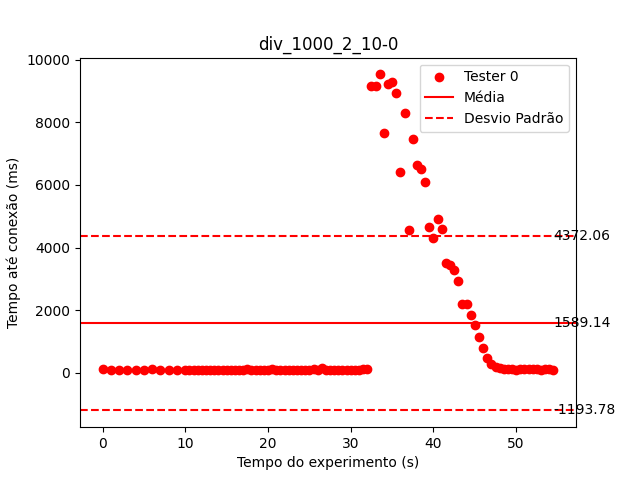 div_1000_2_10-0
Tester 0
Média
Desvio Padrão
10000
8000
6000
4000
2000
0
Tempo até conexão (ms)
4372.06
1589.14
-1193.78
0 10 20 30 40 50
Tempo do experimento (s)